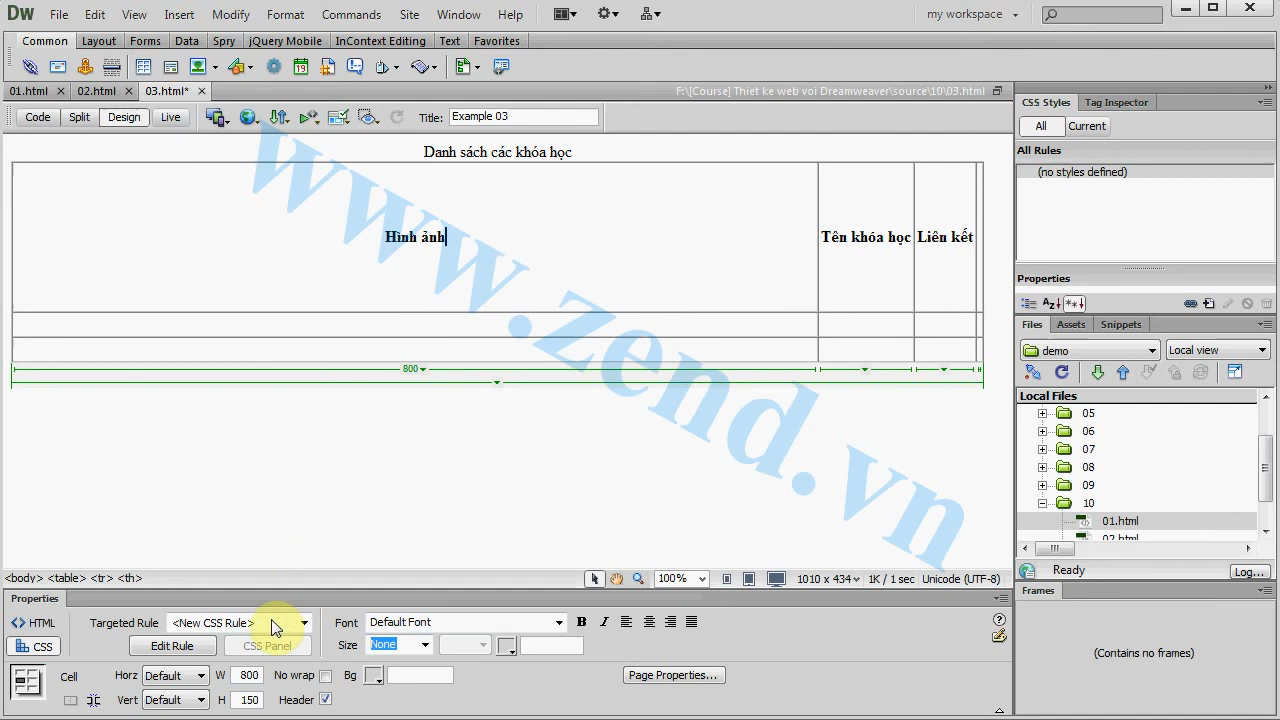 Dw File Edit View Insert Modify Format Commands Site Window Help my workspace
Common Layout Forms Data Spry jQuery Mobile InContext Editing Text Favorites
01.html 02.html 03.html* F:\[Course] Thiet ke web voi Dreamweaver\source\10\03.html
Code Split Design Live Title: Example 03
Danh sách các khóa học
Hình ảnh Tên khóa học Liên kết
800
www.zend.vn
<body> <table> <tr> <th> 100% 1010 x 434 1K / 1 sec Unicode (UTF-8)
Properties
HTML Targeted Rule <New CSS Rule> Font Default Font B I
CSS Edit Rule CSS Panel Size None
Cell Horz Default W 800 No wrap Bg Page Properties...
Vert Default H 150 Header
CSS Styles Tag Inspector
All Current
All Rules
(no styles defined)
Properties
Files Assets Snippets
demo Local view
Local Files
05
06
07
08
09
10
01.html
02.html
Ready Log...
Frames
(Contains no frames)